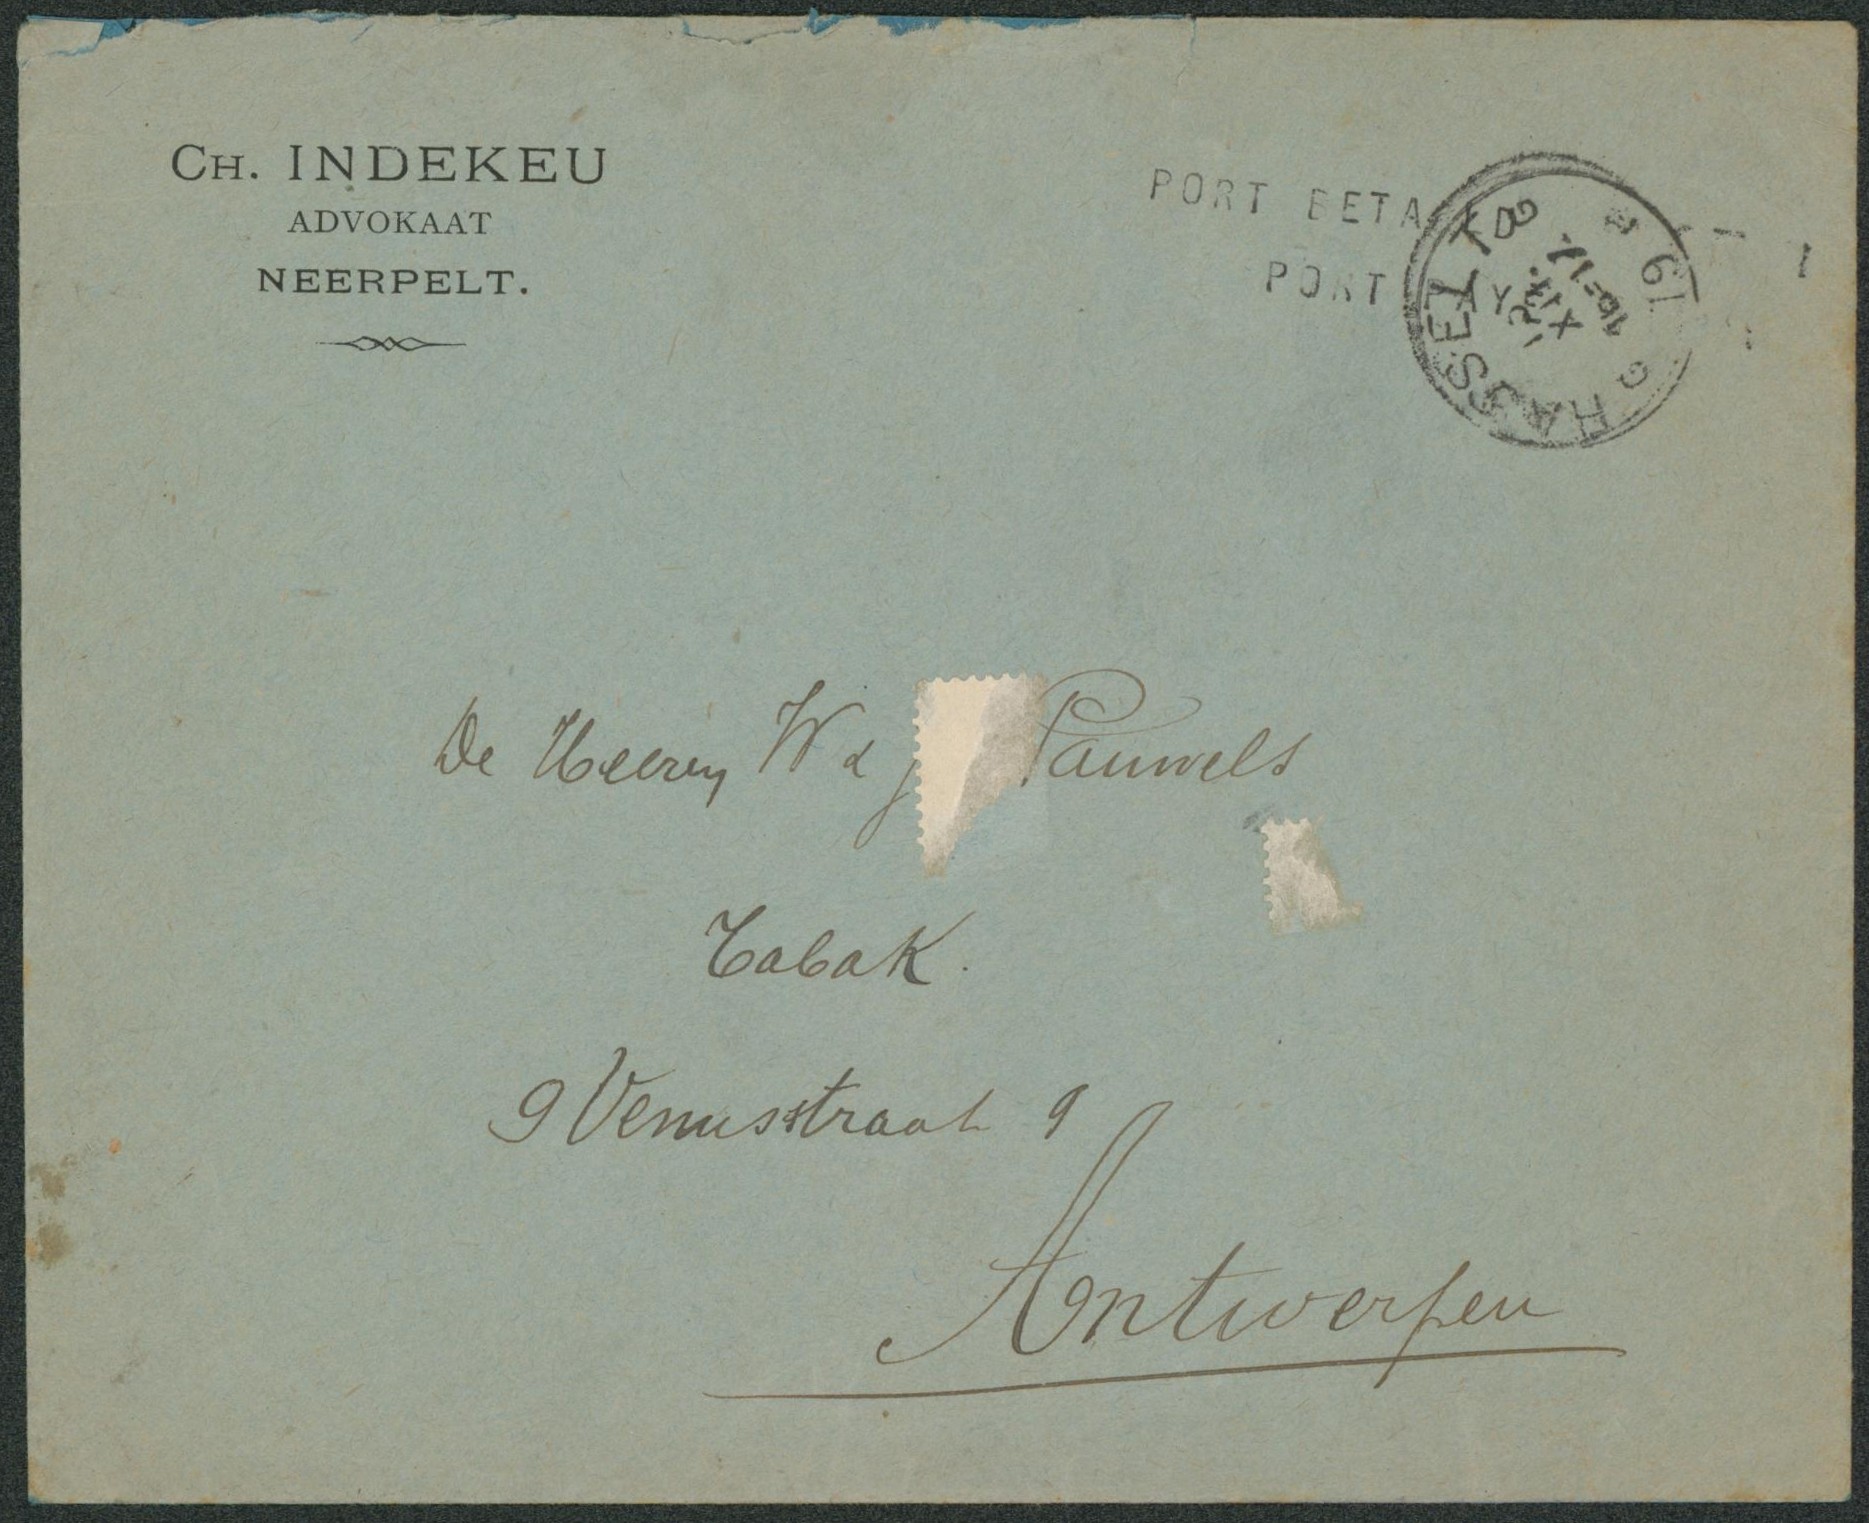 CH. INDEKEU
ADVOKAAT
NEERPELT.
PORT BETA
PORT
HASSELT
De Heeren W & J Pauwels
Tabak.
9 Venusstraat 9
Antwerpen